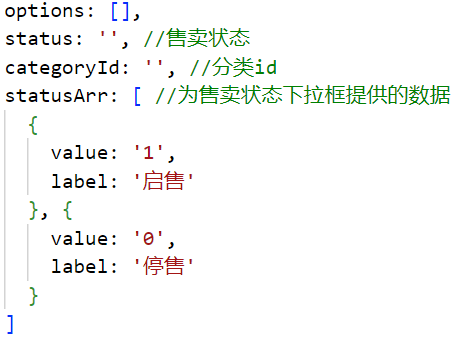 options: [],
status: '', //售卖状态
categoryId: '', //分类id
statusArr: [ //为售卖状态下拉框提供的数据
  {
    value: '1',
    label: '启售'
  }, {
    value: '0',
    label: '停售'
  }
]